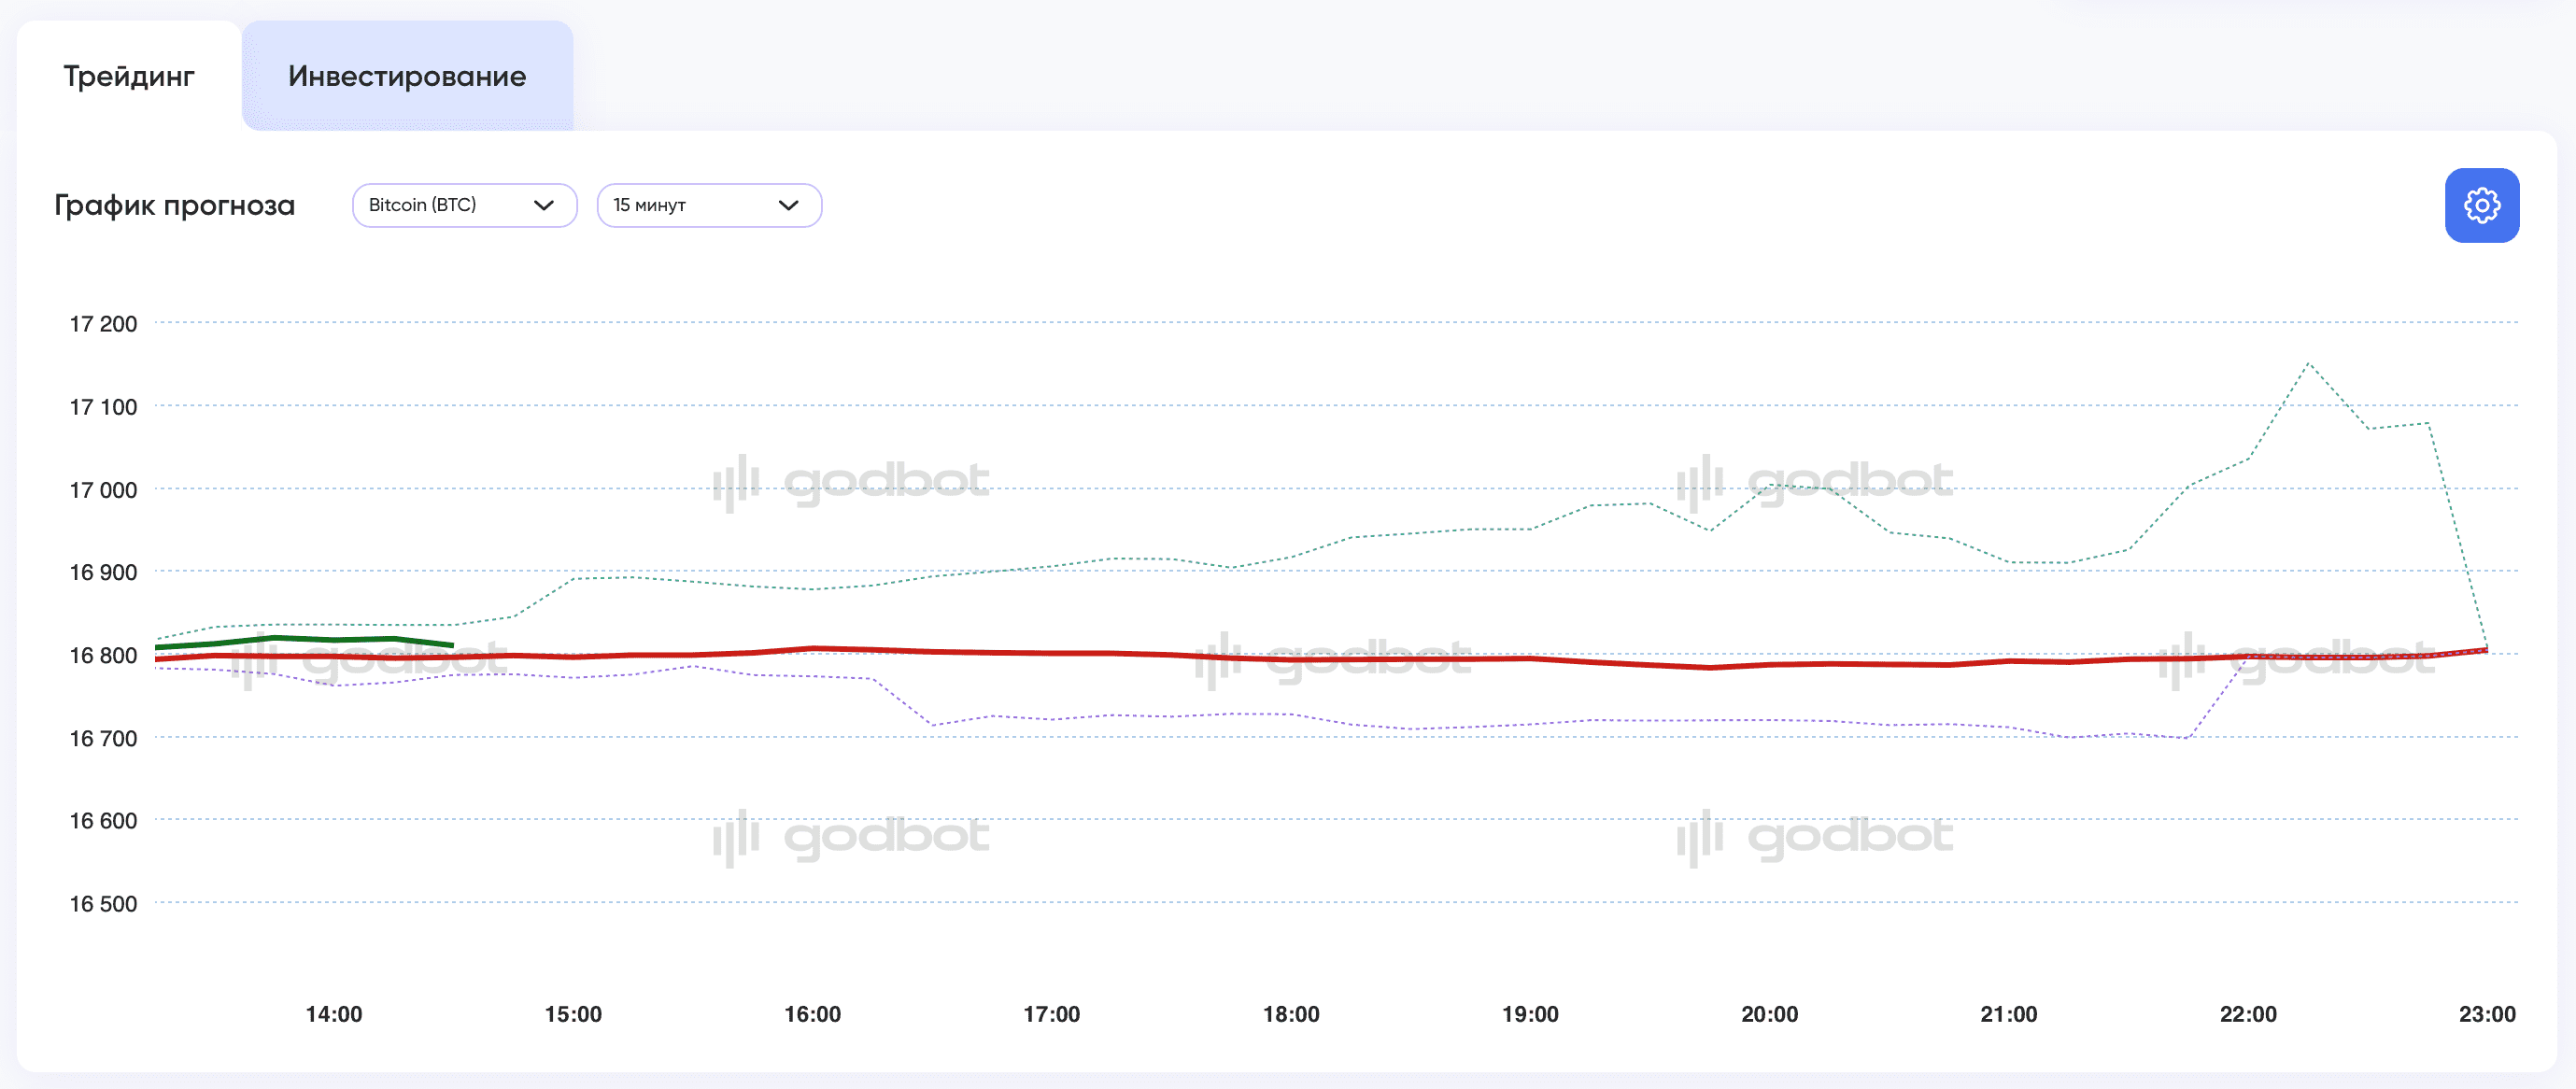 Трейдинг
Инвестирование
График прогноза
Bitcoin (BTC)
15 минут
17 200
17 100
godbot
godbot
17 000
16 900
16 800
godbot
godbot
godbot
16 700
16 600
godbot
godbot
16 500
14:00
15:00
16:00
17:00
18:00
19:00
20:00
21:00
22:00
23:00